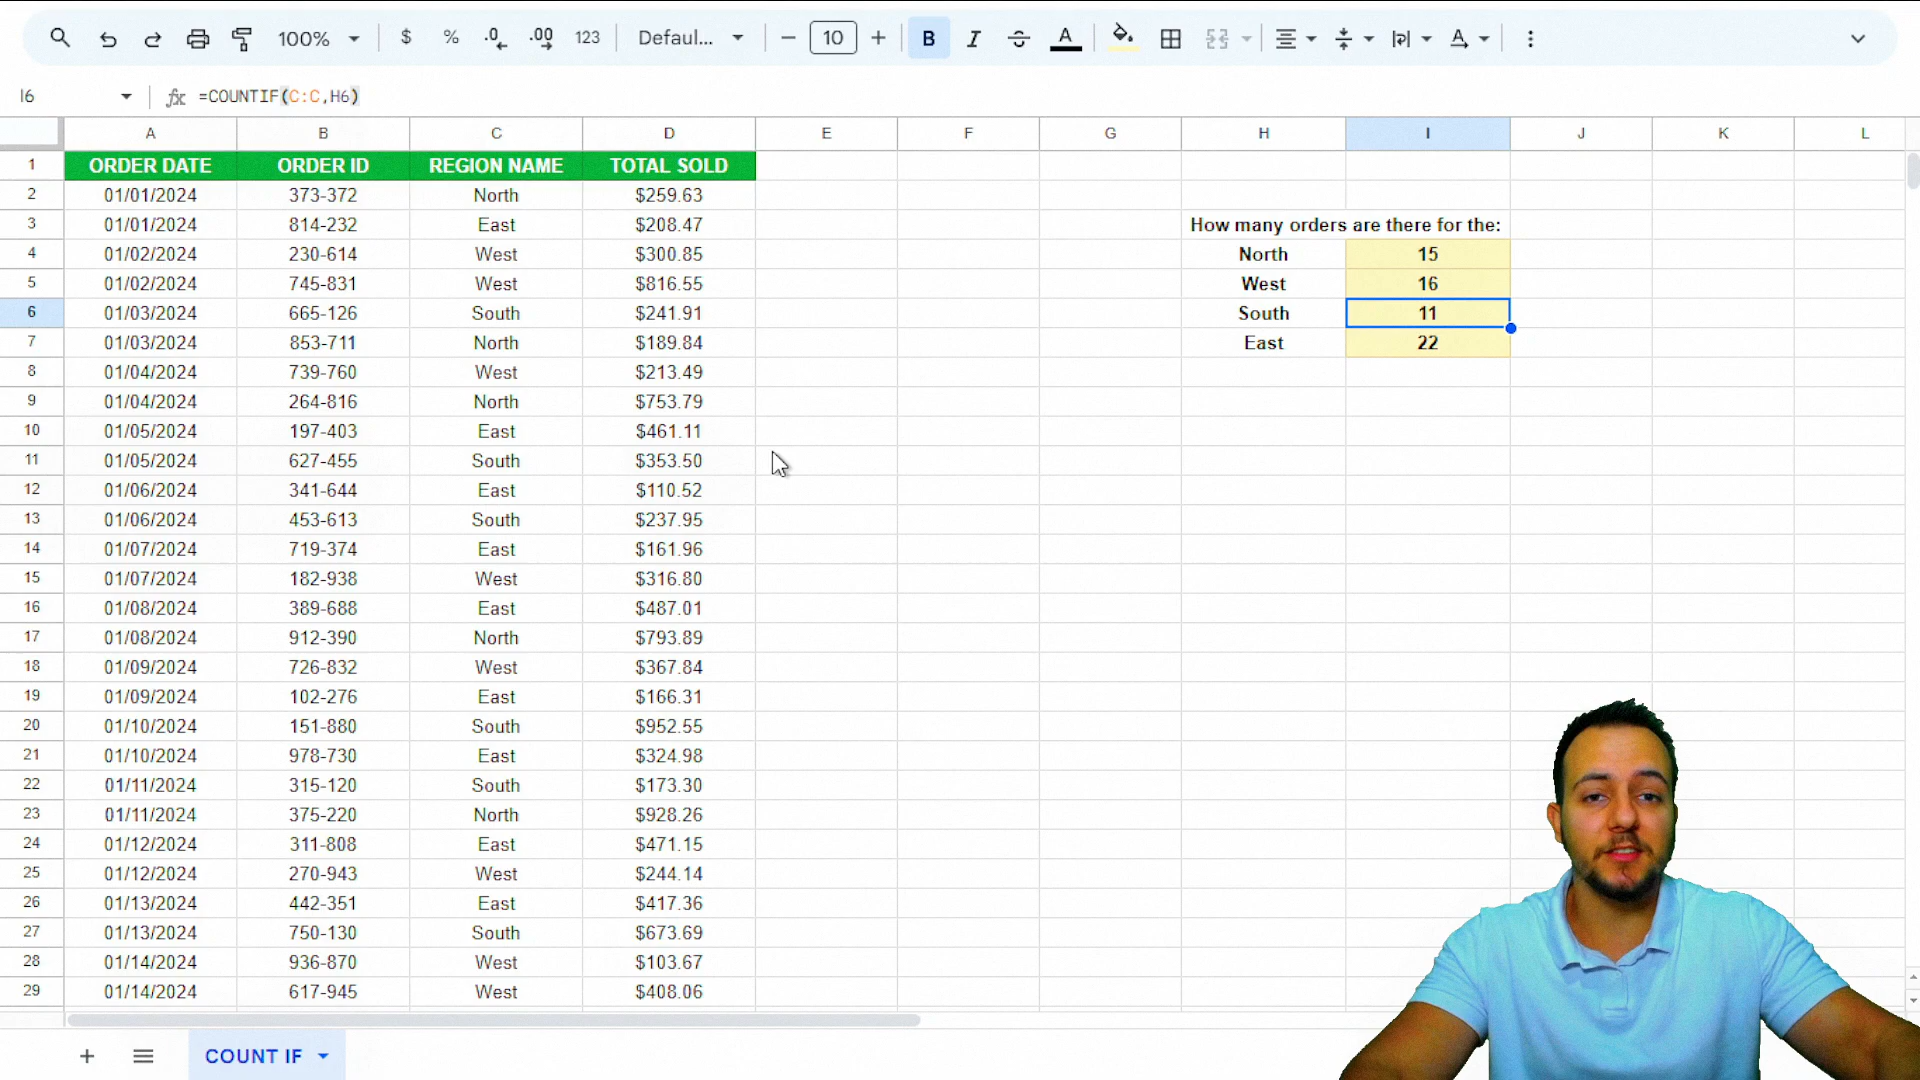 100% $ % .0 .00 123 Defaul... 10 B I A
I6 fx =COUNTIF(C:C,H6)
A B C D E F G H I J K L
1 ORDER DATE ORDER ID REGION NAME TOTAL SOLD
2 01/01/2024 373-372 North $259.63
3 01/01/2024 814-232 East $208.47 How many orders are there for the:
4 01/02/2024 230-614 West $300.85 North 15
5 01/02/2024 745-831 West $816.55 West 16
6 01/03/2024 665-126 South $241.91 South 11
7 01/03/2024 853-711 North $189.84 East 22
8 01/04/2024 739-760 West $213.49
9 01/04/2024 264-816 North $753.79
10 01/05/2024 197-403 East $461.11
11 01/05/2024 627-455 South $353.50
12 01/06/2024 341-644 East $110.52
13 01/06/2024 453-613 South $237.95
14 01/07/2024 719-374 East $161.96
15 01/07/2024 182-938 West $316.80
16 01/08/2024 389-688 East $487.01
17 01/08/2024 912-390 North $793.89
18 01/09/2024 726-832 West $367.84
19 01/09/2024 102-276 East $166.31
20 01/10/2024 151-880 South $952.55
21 01/10/2024 978-730 East $324.98
22 01/11/2024 315-120 South $173.30
23 01/11/2024 375-220 North $928.26
24 01/12/2024 311-808 East $471.15
25 01/12/2024 270-943 West $244.14
26 01/13/2024 442-351 East $417.36
27 01/13/2024 750-130 South $673.69
28 01/14/2024 936-870 West $103.67
29 01/14/2024 617-945 West $408.06
COUNT IF